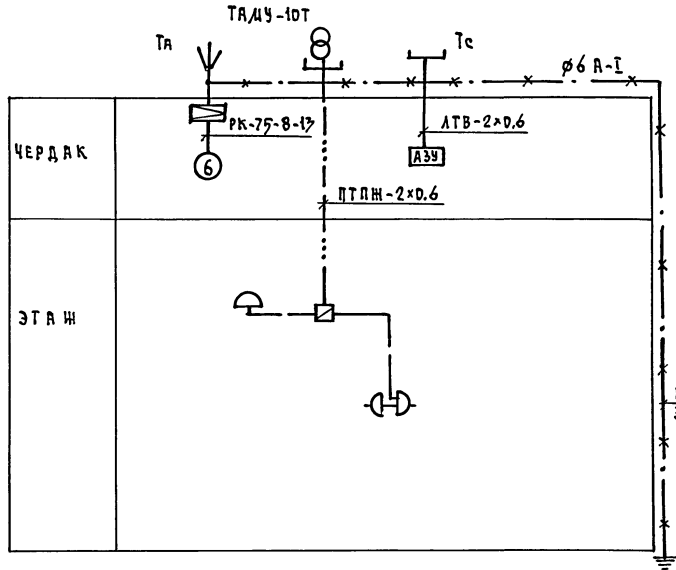 ТАМУ-10Т
ТА
ТС
Ø6 А-I
РК-75-8-13
ЛТВ-2×0.6
ЧЕРДАК
6
АЗУ
ПТПЖ-2×0.6
ЭТАЖ